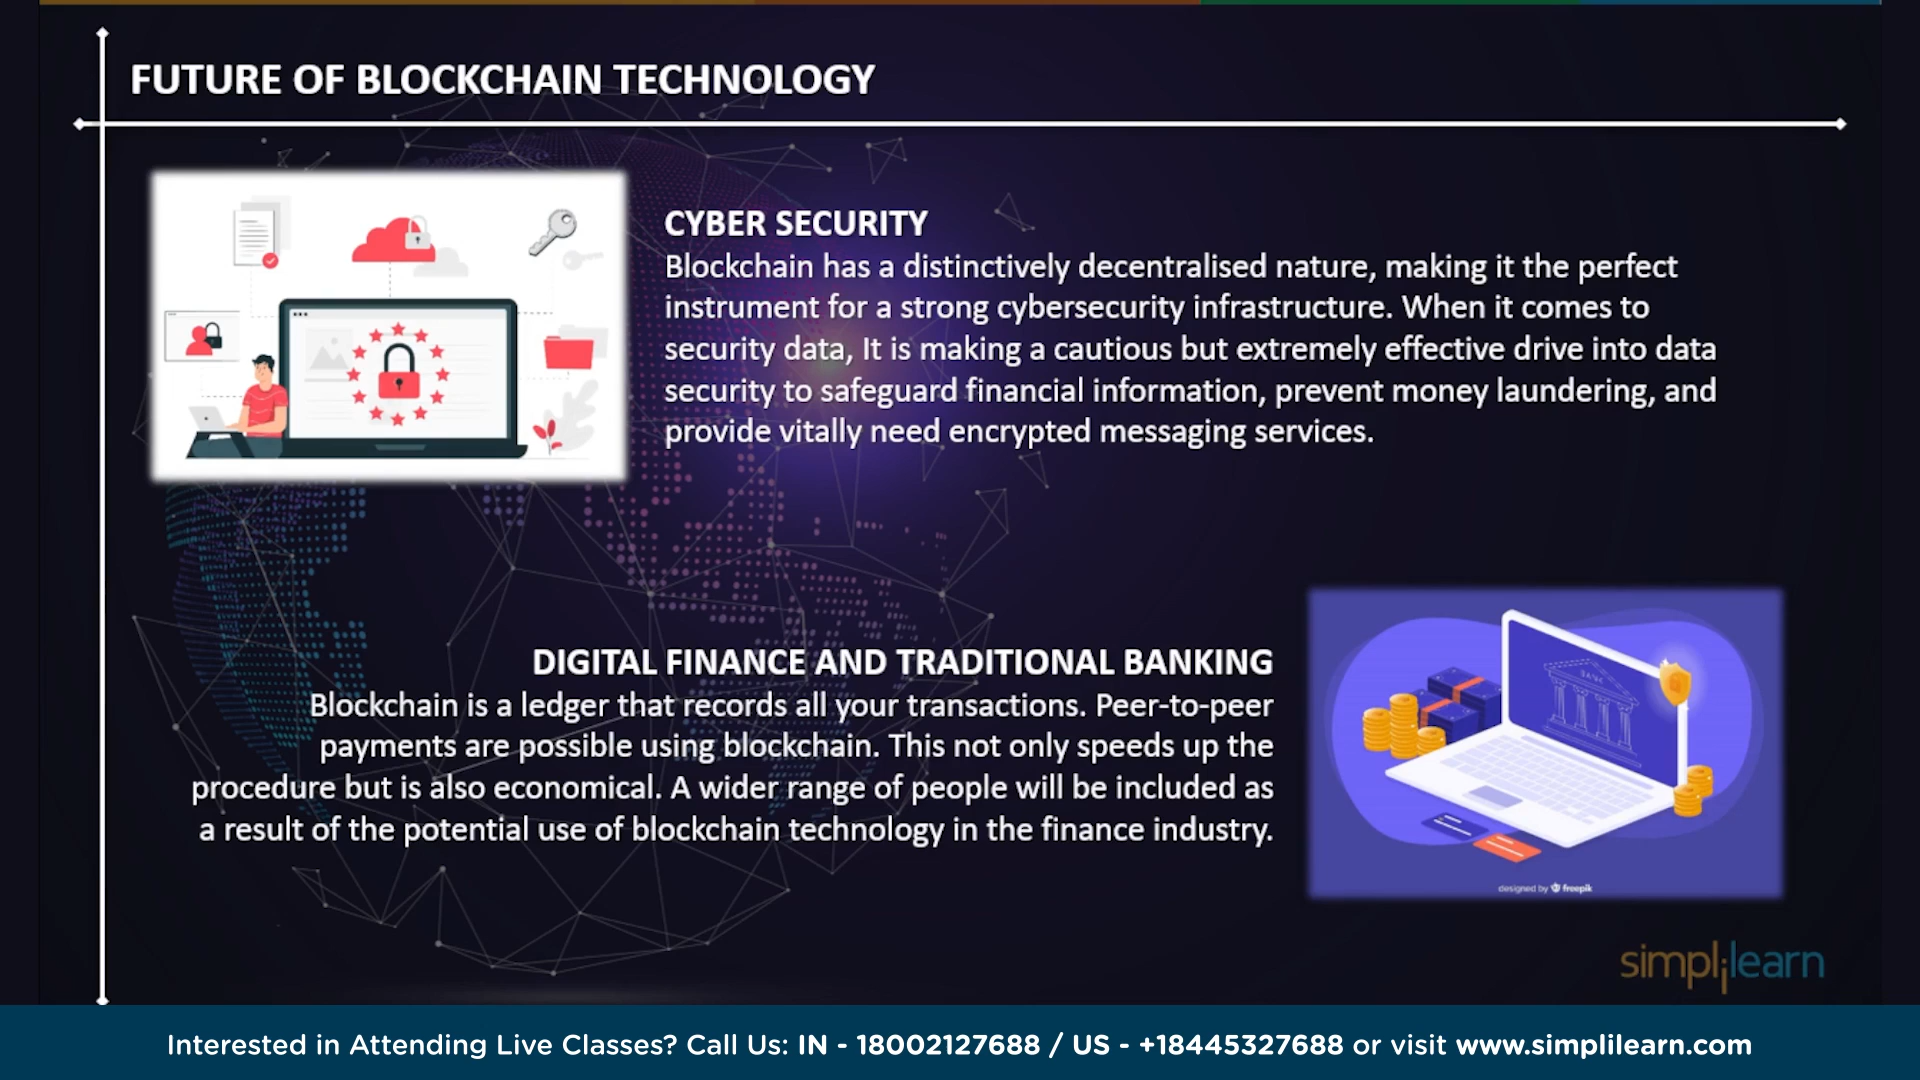 FUTURE OF BLOCKCHAIN TECHNOLOGY
CYBER SECURITY
Blockchain has a distinctively decentralised nature, making it the perfect
instrument for a strong cybersecurity infrastructure. When it comes to
security data, It is making a cautious but extremely effective drive into data
security to safeguard financial information, prevent money laundering, and
provide vitally need encrypted messaging services.
DIGITAL FINANCE AND TRADITIONAL BANKING
Blockchain is a ledger that records all your transactions. Peer-to-peer
payments are possible using blockchain. This not only speeds up the
procedure but is also economical. A wider range of people will be included as
a result of the potential use of blockchain technology in the finance industry.
BANK
designed by freepik
simplilearn
Interested in Attending Live Classes? Call Us: IN - 18002127688 / US - +18445327688 or visit www.simplilearn.com